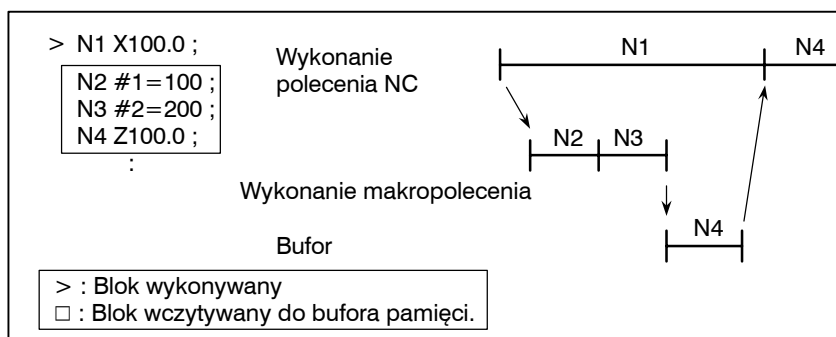 > N1 X100.0 ;
N2 #1=100 ;
N3 #2=200 ;
N4 Z100.0 ;
:
Wykonanie
polecenia NC
N1
N4
N2
N3
Wykonanie makropolecenia
N4
Bufor
> : Blok wykonywany
□ : Blok wczytywany do bufora pamięci.